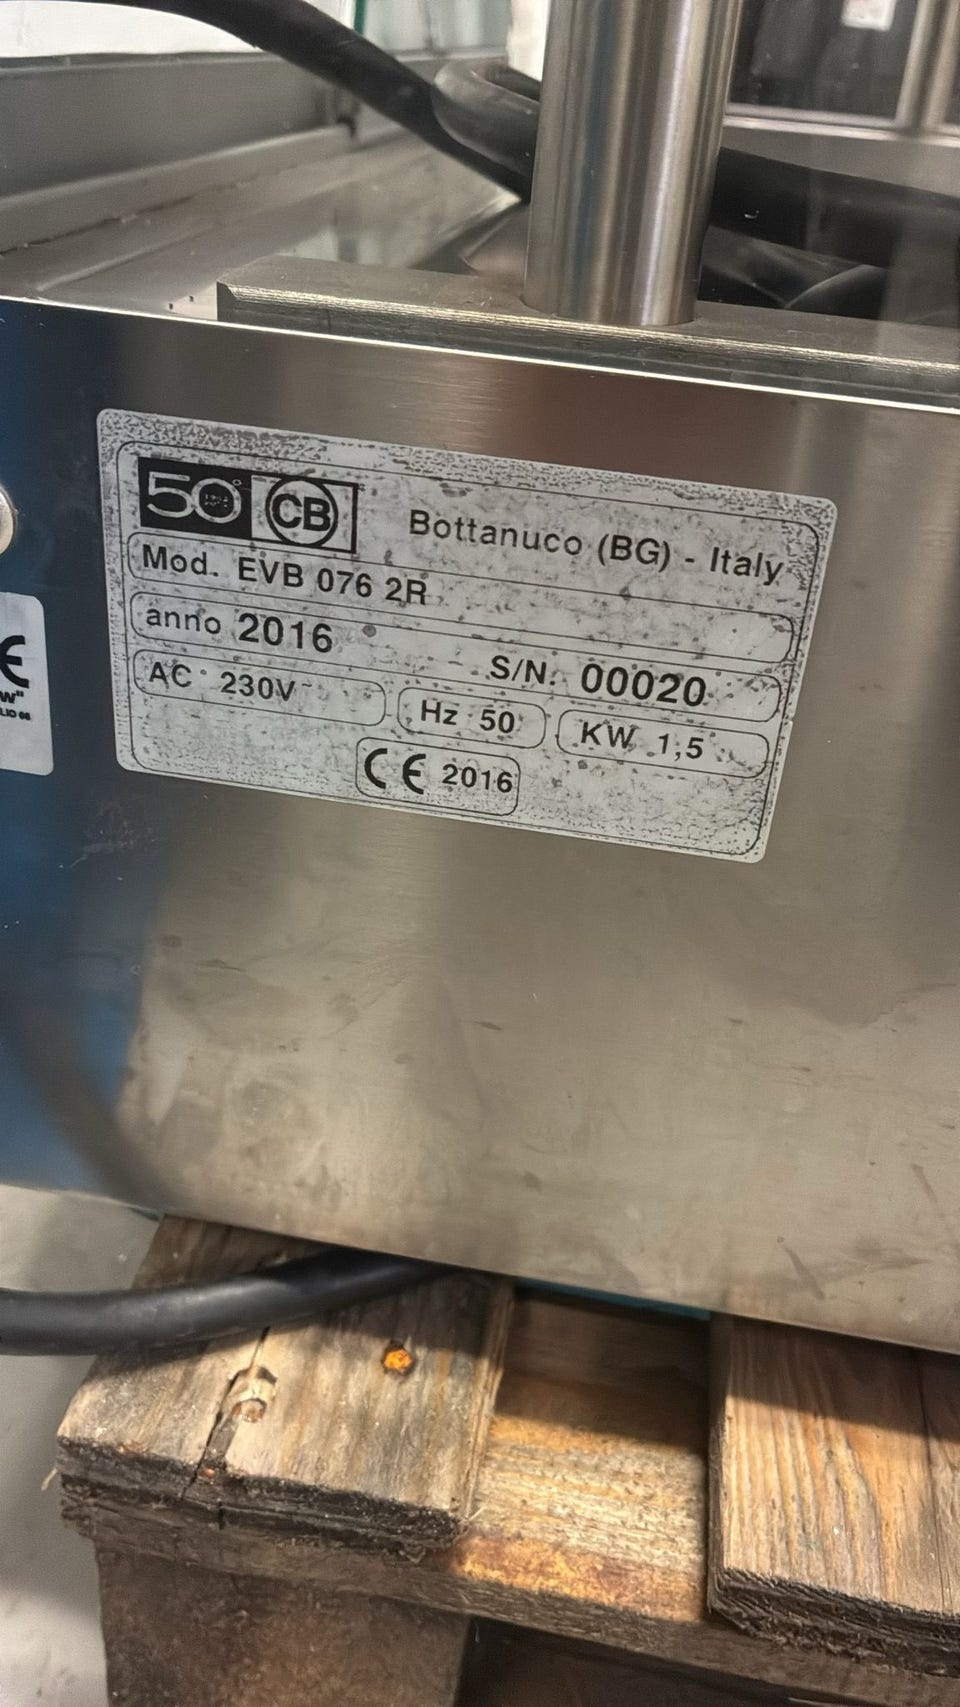 50° CB Bottanuco (BG) - Italy
Mod. EVB 076 2R
anno 2016 S/N. 00020
AC 230V~ Hz 50 KW 1,5
CE 2016
CE
W"